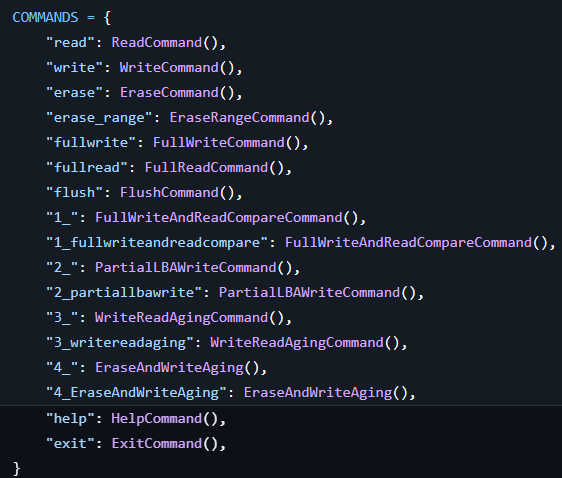 COMMANDS = {
    "read": ReadCommand(),
    "write": WriteCommand(),
    "erase": EraseCommand(),
    "erase_range": EraseRangeCommand(),
    "fullwrite": FullWriteCommand(),
    "fullread": FullReadCommand(),
    "flush": FlushCommand(),
    "1_": FullWriteAndReadCompareCommand(),
    "1_fullwriteandreadcompare": FullWriteAndReadCompareCommand(),
    "2_": PartialLBAWriteCommand(),
    "2_partiallbawrite": PartialLBAWriteCommand(),
    "3_": WriteReadAgingCommand(),
    "3_writereadaging": WriteReadAgingCommand(),
    "4_": EraseAndWriteAging(),
    "4_EraseAndWriteAging": EraseAndWriteAging(),
    "help": HelpCommand(),
    "exit": ExitCommand(),
}